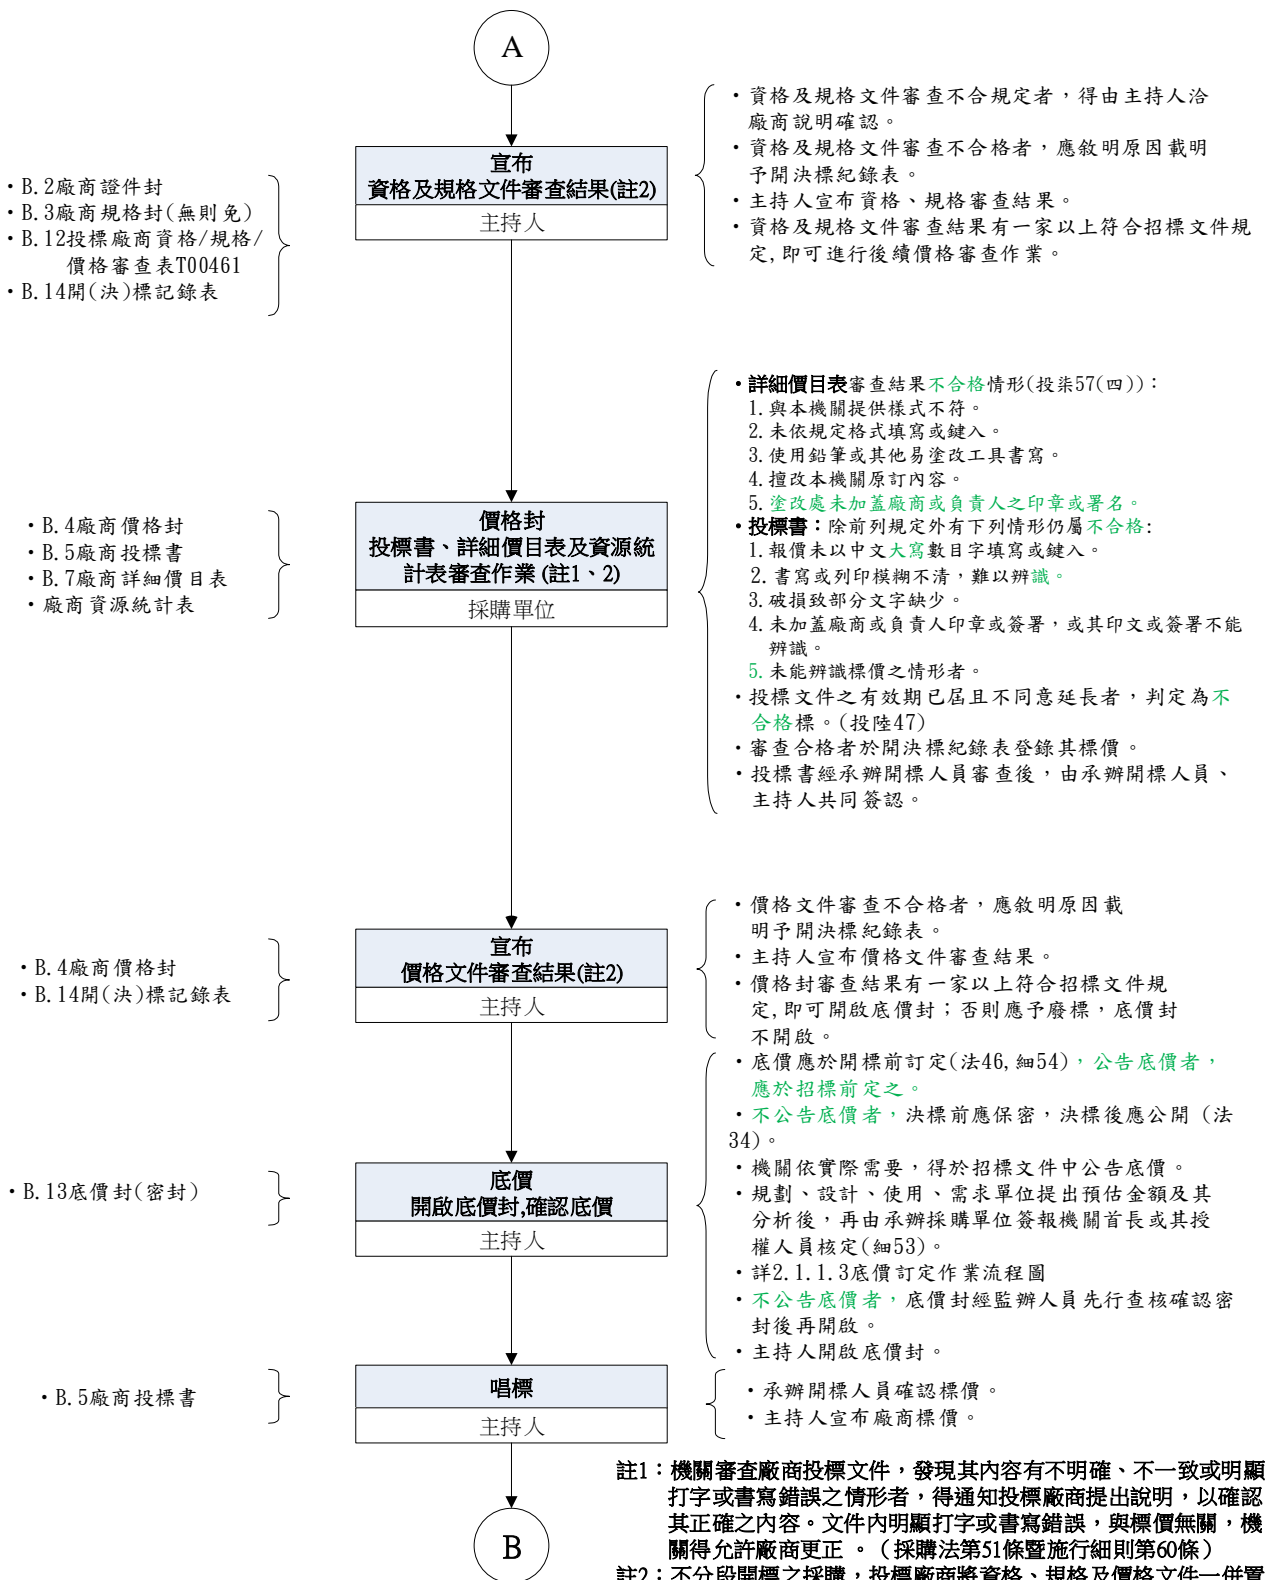 A
・資格及規格文件審查不合規定者，得由主持人洽
廠商說明確認。
・資格及規格文件審查不合格者，應敘明原因載明
予開決標紀錄表。
・主持人宣布資格、規格審查結果。
・資格及規格文件審查結果有一家以上符合招標文件規
定,即可進行後續價格審查作業。
宣布
資格及規格文件審查結果(註2)
主持人
・B.2廠商證件封
・B.3廠商規格封(無則免)
・B.12投標廠商資格/規格/
價格審查表T00461
・B.14開(決)標記錄表
・詳細價目表審查結果不合格情形(投柒57(四))：
1.與本機關提供樣式不符。
2.未依規定格式填寫或鍵入。
3.使用鉛筆或其他易塗改工具書寫。
4.擅改本機關原訂內容。
5.塗改處未加蓋廠商或負責人之印章或署名。
・投標書：除前列規定外有下列情形仍屬不合格:
1.報價未以中文大寫數目字填寫或鍵入。
2.書寫或列印模糊不清，難以辨識。
3.破損致部分文字缺少。
4.未加蓋廠商或負責人印章或簽署，或其印文或簽署不能
辨識。
5.未能辨識標價之情形者。
・投標文件之有效期已屆且不同意延長者，判定為不
合格標。(投陸47)
・審查合格者於開決標紀錄表登錄其標價。
・投標書經承辦開標人員審查後，由承辦開標人員、
主持人共同簽認。
價格封
投標書、詳細價目表及資源統
計表審查作業 (註1、2)
採購單位
・B.4廠商價格封
・B.5廠商投標書
・B.7廠商詳細價目表
・廠商資源統計表
・價格文件審查不合格者，應敘明原因載
明予開決標紀錄表。
・主持人宣布價格文件審查結果。
・價格封審查結果有一家以上符合招標文件規
定,即可開啟底價封；否則應予廢標，底價封
不開啟。
宣布
價格文件審查結果(註2)
主持人
・B.4廠商價格封
・B.14開(決)標記錄表
・底價應於開標前訂定(法46,細54)，公告底價者，
應於招標前定之。
・不公告底價者，決標前應保密，決標後應公開 (法
34)。
・機關依實際需要，得於招標文件中公告底價。
・規劃、設計、使用、需求單位提出預估金額及其
分析後，再由承辦採購單位簽報機關首長或其授
權人員核定(細53)。
・詳2.1.1.3底價訂定作業流程圖
・不公告底價者，底價封經監辦人員先行查核確認密
封後再開啟。
・主持人開啟底價封。
底價
開啟底價封,確認底價
主持人
・B.13底價封(密封)
唱標
主持人
・B.5廠商投標書
・承辦開標人員確認標價。
・主持人宣布廠商標價。
B
註1：機關審查廠商投標文件，發現其內容有不明確、不一致或明顯
打字或書寫錯誤之情形者，得通知投標廠商提出說明，以確認
其正確之內容。文件內明顯打字或書寫錯誤，與標價無關，機
關得允許廠商更正 。（採購法第51條暨施行細則第60條）
註2：不分段開標之採購，投標廠商將資格、規格及價格文件一併置